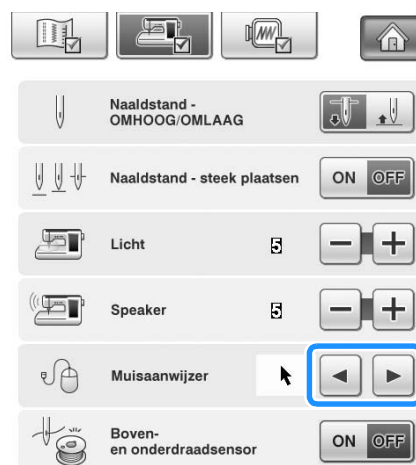 Naaldstand -
OMHOOG/OMLAAG
Naaldstand - steek plaatsen
ON OFF
Licht 5
Speaker 5
Muisaanwijzer
Boven-
en onderdraadsensor
ON OFF